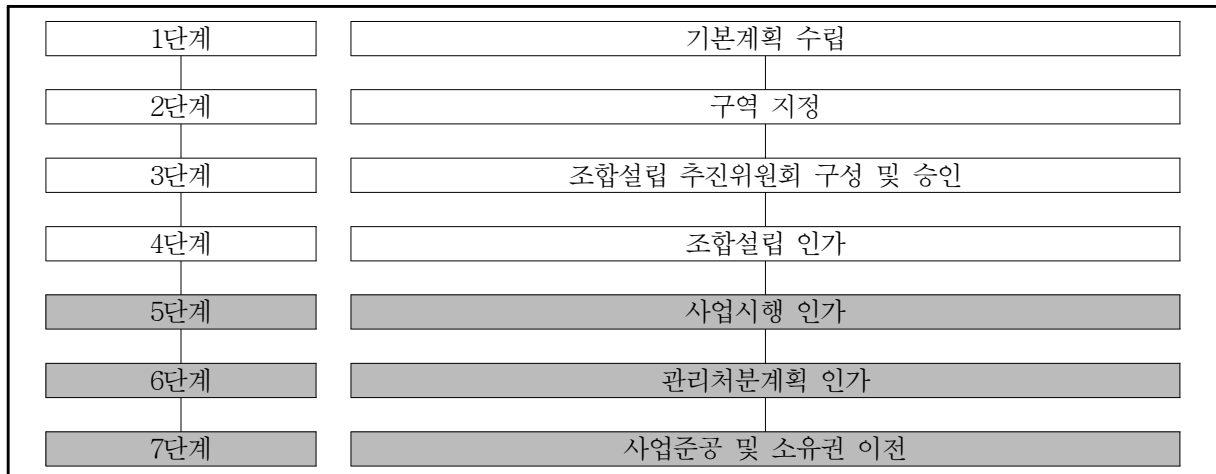 1단계 기본계획 수립
2단계 구역 지정
3단계 조합설립 추진위원회 구성 및 승인
4단계 조합설립 인가
5단계 사업시행 인가
6단계 관리처분계획 인가
7단계 사업준공 및 소유권 이전